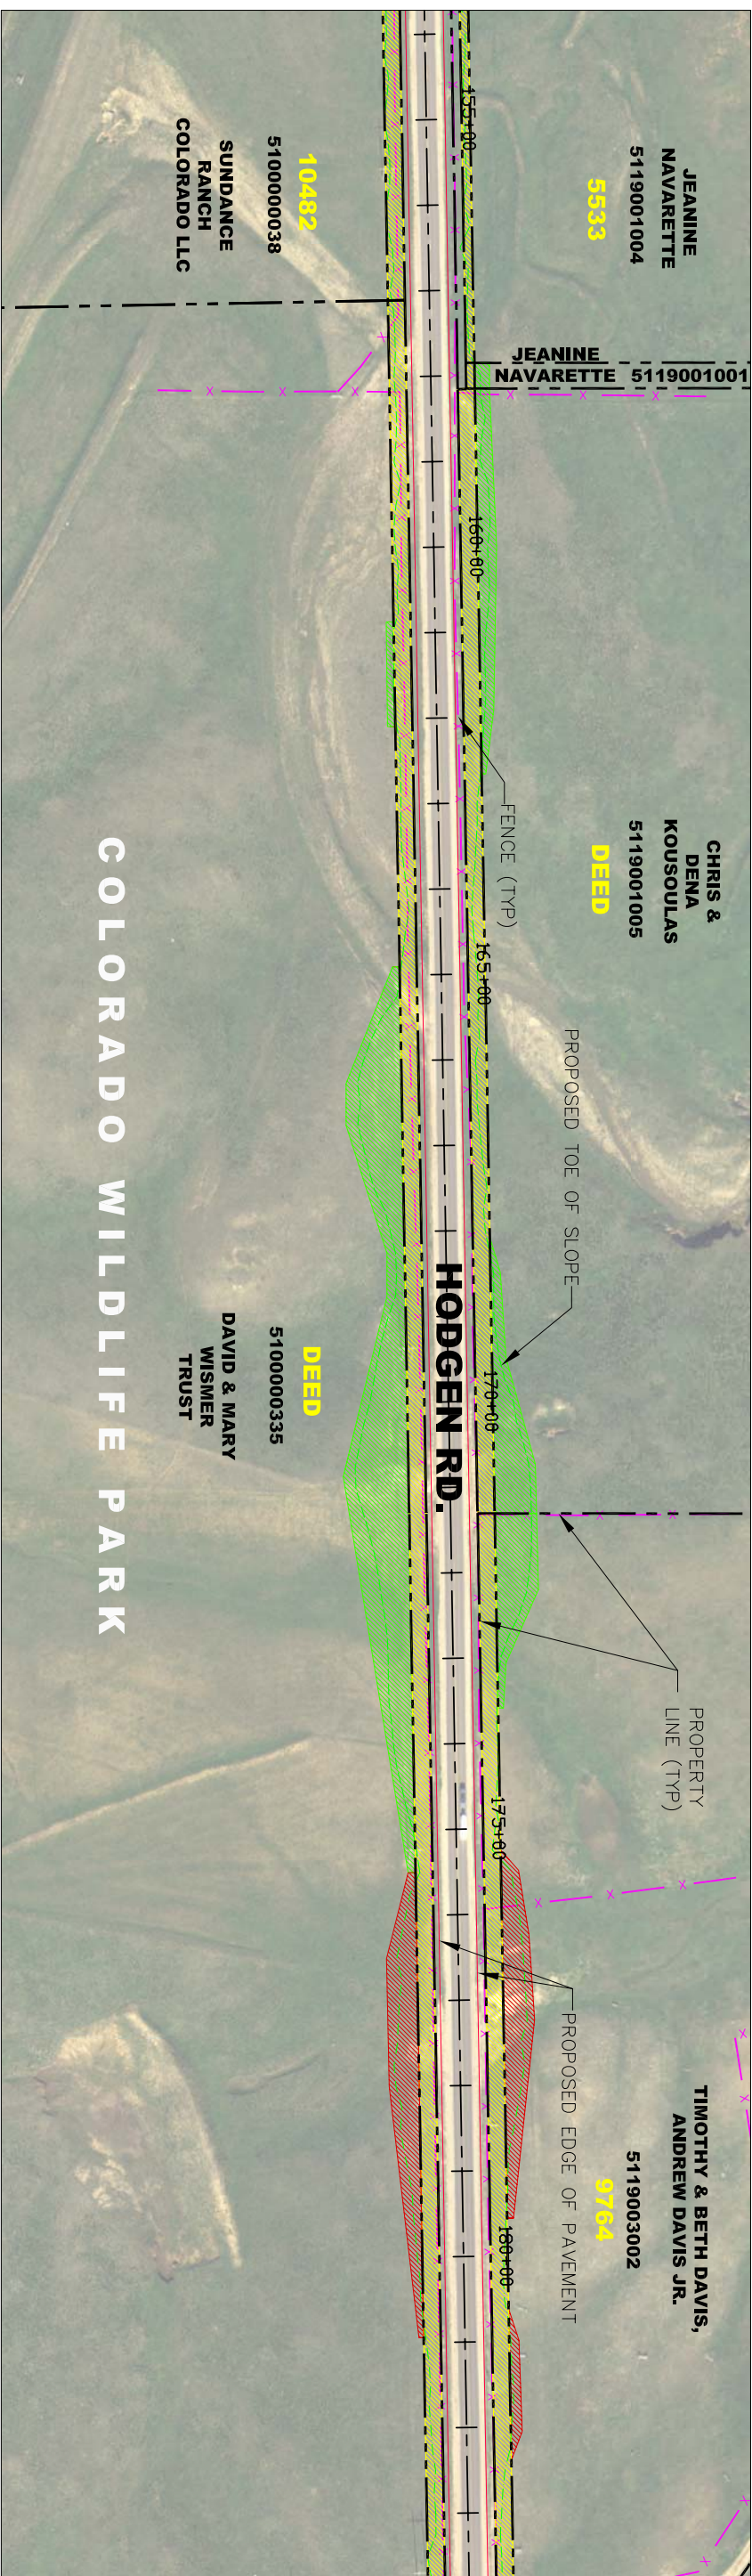 155+00
JEANINE
NAVARETTE
5119001004
5533
10482
5100000038
SUNDANCE
RANCH
COLORADO LLC
JEANINE
NAVARETTE 5119001001
160+00
FENCE (TYP)
CHRIS &
DENA
KOUSOULAS
5119001005
DEED
165+00
PROPOSED TOE OF SLOPE
COLORADO WILDLIFE PARK
HODGEN RD.
170+00
DEED
5100000335
DAVID & MARY
WISMER
TRUST
PROPERTY
LINE (TYP)
175+00
PROPOSED EDGE OF PAVEMENT
TIMOTHY & BETH DAVIS,
ANDREW DAVIS JR.
5119003002
9764
180+00